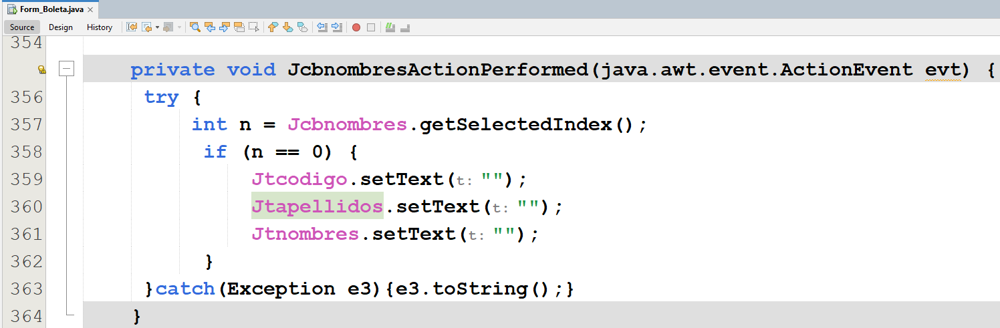 Form_Boleta.java
Source Design History
354
private void JcbnombresActionPerformed(java.awt.event.ActionEvent evt) {
356 try {
357 int n = Jcbnombres.getSelectedIndex();
358 if (n == 0) {
359 Jtcodigo.setText(t: "");
360 Jtapellidos.setText(t: "");
361 Jtnombres.setText(t: "");
362 }
363 }catch(Exception e3){e3.toString();}
364 }